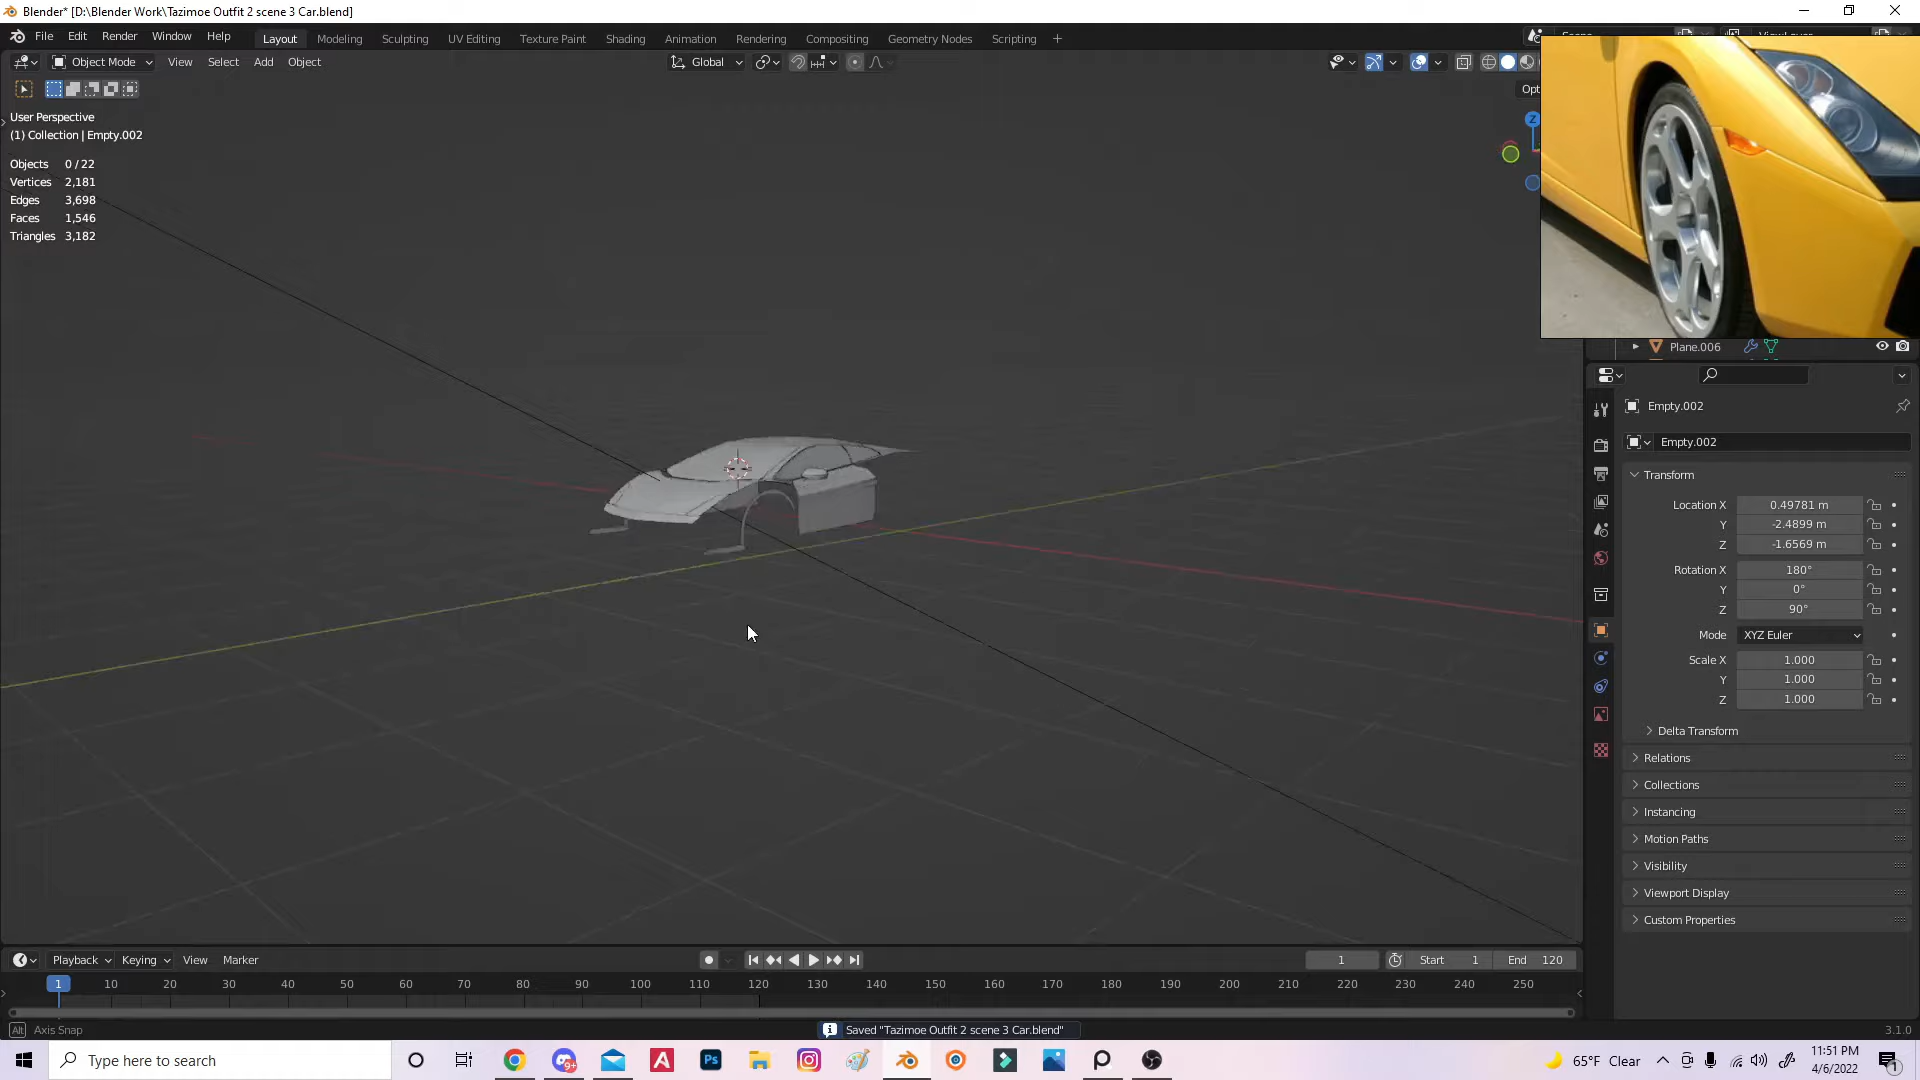 Blender* [D:\Blender Work\Tazimoe Outfit 2 scene 3 Car.blend]
File Edit Render Window Help
Layout Modeling Sculpting UV Editing Texture Paint Shading Animation Rendering Compositing Geometry Nodes Scripting
Object Mode View Select Add Object
Global
User Perspective
(1) Collection | Empty.002
Objects 0 / 22
Vertices 2,181
Edges 3,698
Faces 1,546
Triangles 3,182
Opt
Z
Plane.006
Empty.002
Empty.002
Transform
Location X 0.49781 m
Y -2.4899 m
Z -1.6569 m
Rotation X 180°
Y 0°
Z 90°
Mode XYZ Euler
Scale X 1.000
Y 1.000
Z 1.000
Delta Transform
Relations
Collections
Instancing
Motion Paths
Visibility
Viewport Display
Custom Properties
Playback Keying View Marker
1 Start 1 End 120
1 10 20 30 40 50 60 70 80 90 100 110 120 130 140 150 160 170 180 190 200 210 220 230 240 250
Alt Axis Snap
Saved "Tazimoe Outfit 2 scene 3 Car.blend"
3.1.0
Type here to search
Ps
65°F Clear
11:51 PM
4/6/2022